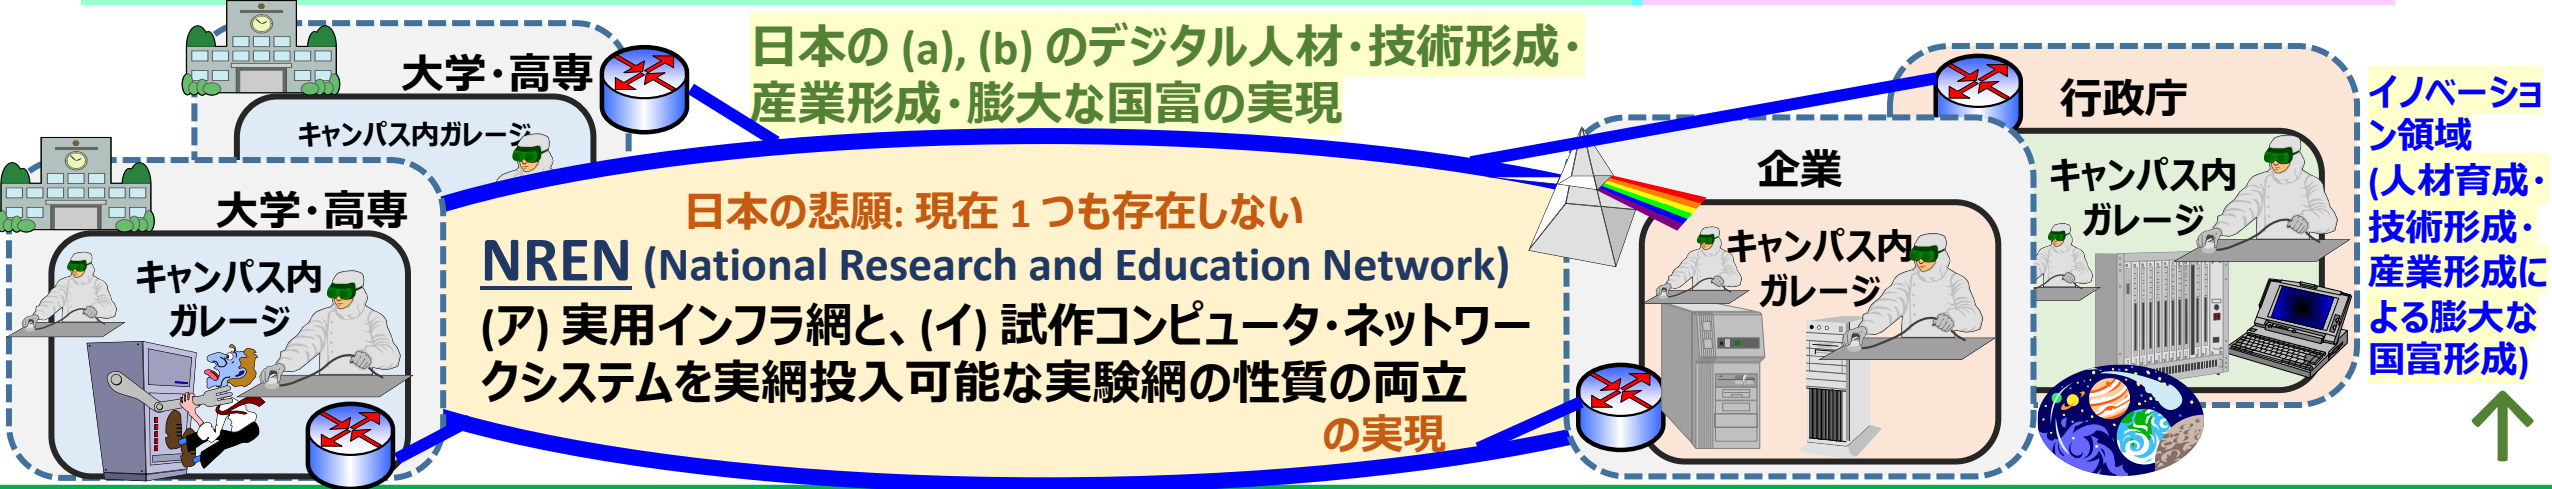 日本の (a), (b) のデジタル人材・技術形成・
産業形成・膨大な国富の実現
大学・高専
キャンパス内ガレージ
大学・高専
キャンパス内
ガレージ
日本の悲願: 現在 1 つも存在しない
NREN (National Research and Education Network)
(ア) 実用インフラ網と、(イ) 試作コンピュータ・ネットワー
クシステムを実網投入可能な実験網の性質の両立
の実現
企業
キャンパス内
ガレージ
行政庁
キャンパス内
ガレージ
イノベーショ
ン領域
(人材育成・
技術形成・
産業形成に
よる膨大な
国富形成)